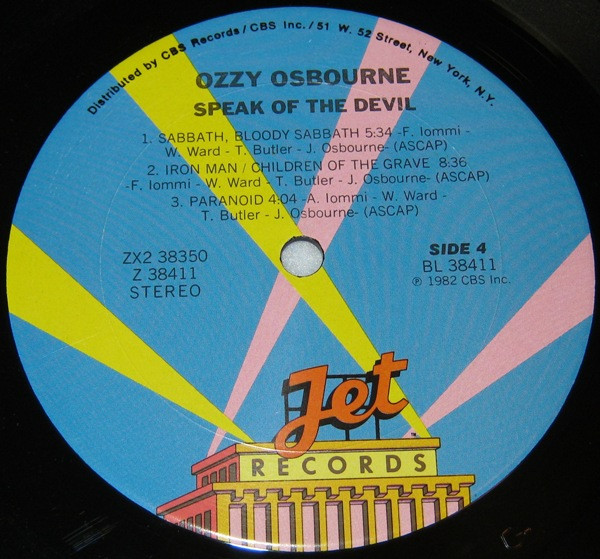 Distributed by CBS Records/CBS Inc./51 W. 52 Street, New York, N.Y.
OZZY OSBOURNE
SPEAK OF THE DEVIL
1. SABBATH, BLOODY SABBATH 5:34 -F. Iommi -
W. Ward - T. Butler - J. Osbourne- (ASCAP)
2. IRON MAN / CHILDREN OF THE GRAVE 8:36
-F. Iommi - W. Ward - T. Butler - J. Osbourne- (ASCAP)
3. PARANOID 4:04 -A. Iommi - W. Ward -
T. Butler - J. Osbourne- (ASCAP)
ZX2 38350
Z 38411
STEREO
SIDE 4
BL 38411
℗ 1982 CBS Inc.
Jet
RECORDS